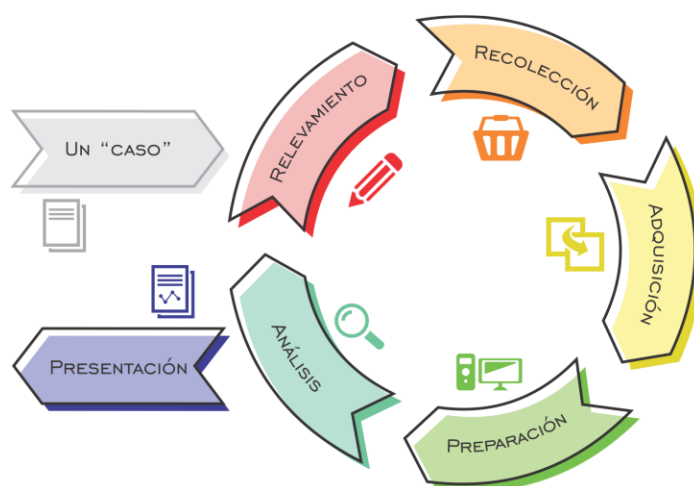 UN "CASO"
RELEVAMIENTO
RECOLECCIÓN
ADQUISICIÓN
PREPARACIÓN
ANÁLISIS
PRESENTACIÓN